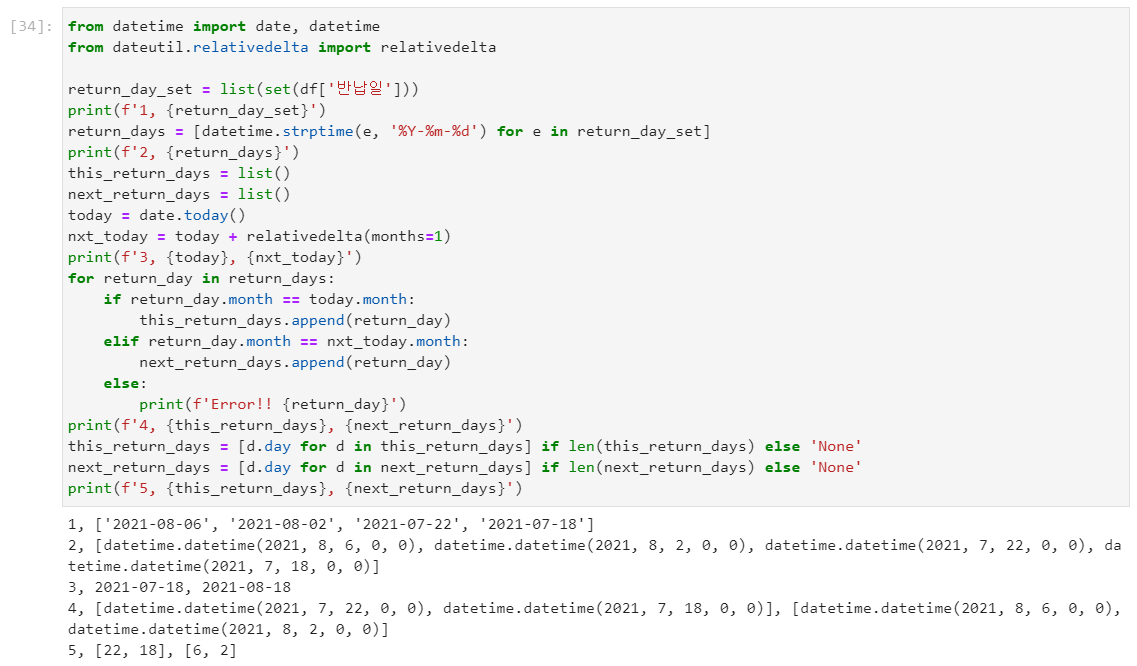 [34]:
from datetime import date, datetime
from dateutil.relativedelta import relativedelta
return_day_set = list(set(df['반납일']))
print(f'1, {return_day_set}')
return_days = [datetime.strptime(e, '%Y-%m-%d') for e in return_day_set]
print(f'2, {return_days}')
this_return_days = list()
next_return_days = list()
today = date.today()
nxt_today = today + relativedelta(months=1)
print(f'3, {today}, {nxt_today}')
for return_day in return_days:
    if return_day.month == today.month:
        this_return_days.append(return_day)
    elif return_day.month == nxt_today.month:
        next_return_days.append(return_day)
    else:
        print(f'Error!! {return_day}')
print(f'4, {this_return_days}, {next_return_days}')
this_return_days = [d.day for d in this_return_days] if len(this_return_days) else 'None'
next_return_days = [d.day for d in next_return_days] if len(next_return_days) else 'None'
print(f'5, {this_return_days}, {next_return_days}')
1, ['2021-08-06', '2021-08-02', '2021-07-22', '2021-07-18']
2, [datetime.datetime(2021, 8, 6, 0, 0), datetime.datetime(2021, 8, 2, 0, 0), datetime.datetime(2021, 7, 22, 0, 0), da
tetime.datetime(2021, 7, 18, 0, 0)]
3, 2021-07-18, 2021-08-18
4, [datetime.datetime(2021, 7, 22, 0, 0), datetime.datetime(2021, 7, 18, 0, 0)], [datetime.datetime(2021, 8, 6, 0, 0),
datetime.datetime(2021, 8, 2, 0, 0)]
5, [22, 18], [6, 2]